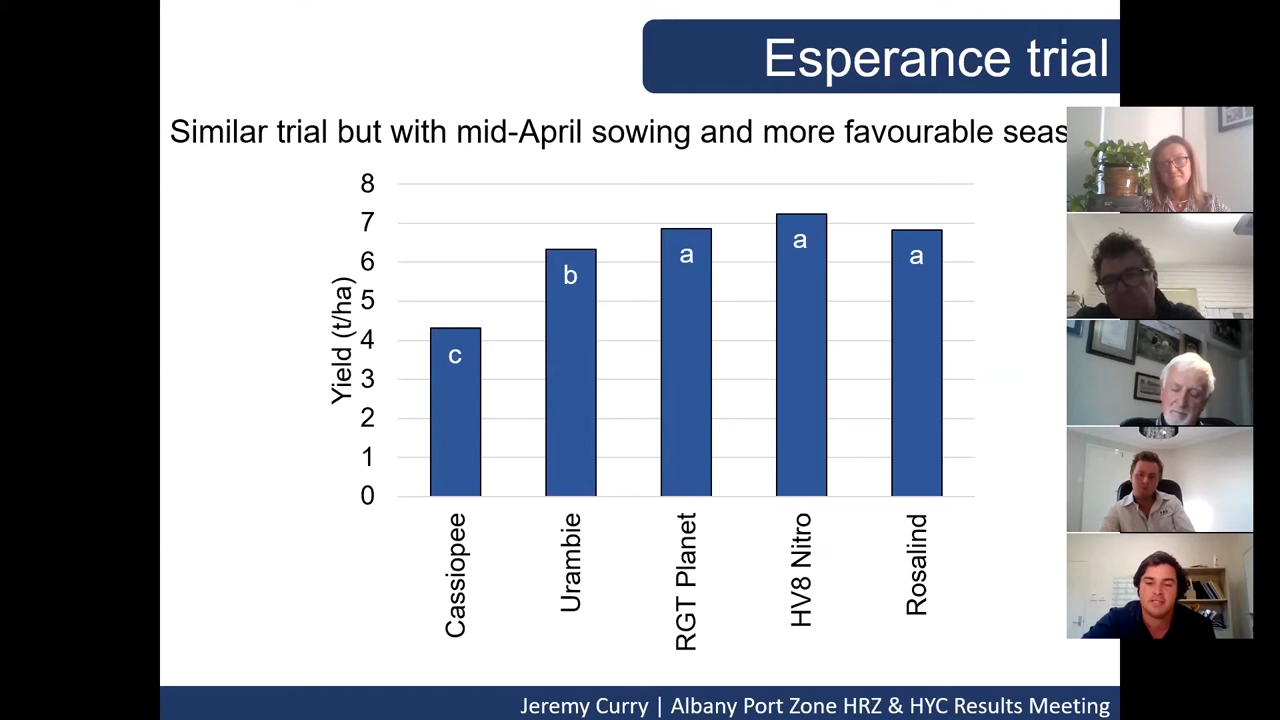 Esperance trial
Similar trial but with mid-April sowing and more favourable
Yield (t/ha)
8
7
6
5
4
3
2
1
0
c
b
a
a
a
Cassiopee
Urambie
RGT Planet
HV8 Nitro
Rosalind
Jeremy Curry | Albany Port Zone HRZ & HYC Results Meeting